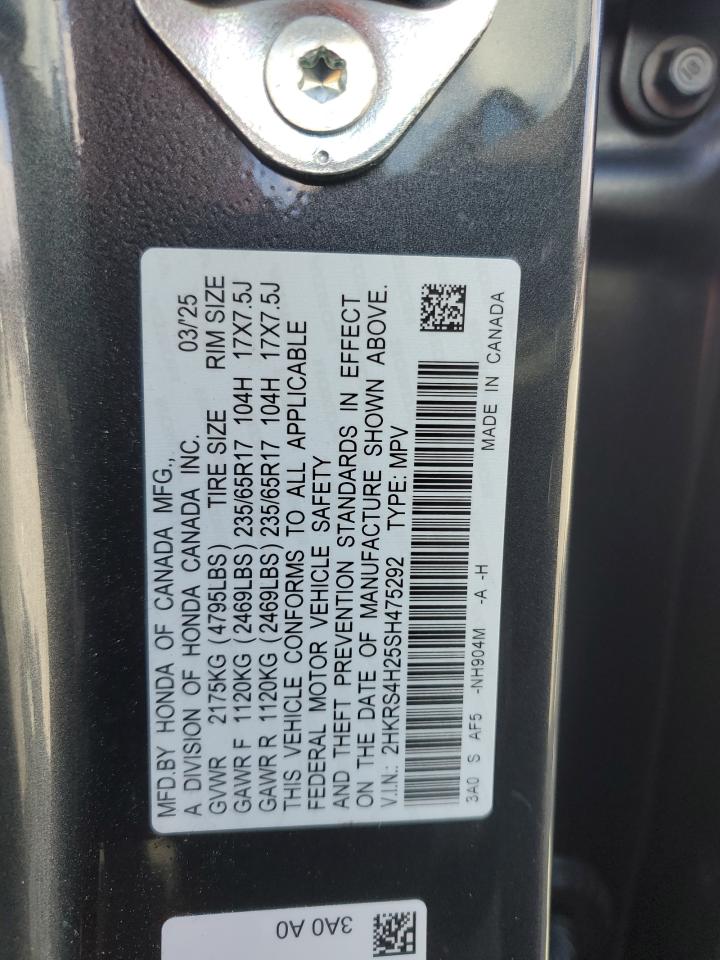 MFD.BY HONDA OF CANADA MFG.,
A DIVISION OF HONDA CANADA INC. 03/'25
GVWR 2175KG (4795LBS) TIRE SIZE RIM SIZE
GAWR F 1120KG (2469LBS) 235/65R17 104H 17X7.5J
GAWR R 1120KG (2469LBS) 235/65R17 104H 17X7.5J
THIS VEHICLE CONFORMS TO ALL APPLICABLE
FEDERAL MOTOR VEHICLE SAFETY
AND THEFT PREVENTION STANDARDS IN EFFECT
ON THE DATE OF MANUFACTURE SHOWN ABOVE.
V.I.N.: 2HKRS4H25SH475292 TYPE: MPV
3A0 S AF5 -NH904M -A -H MADE IN CANADA
3A0 A0